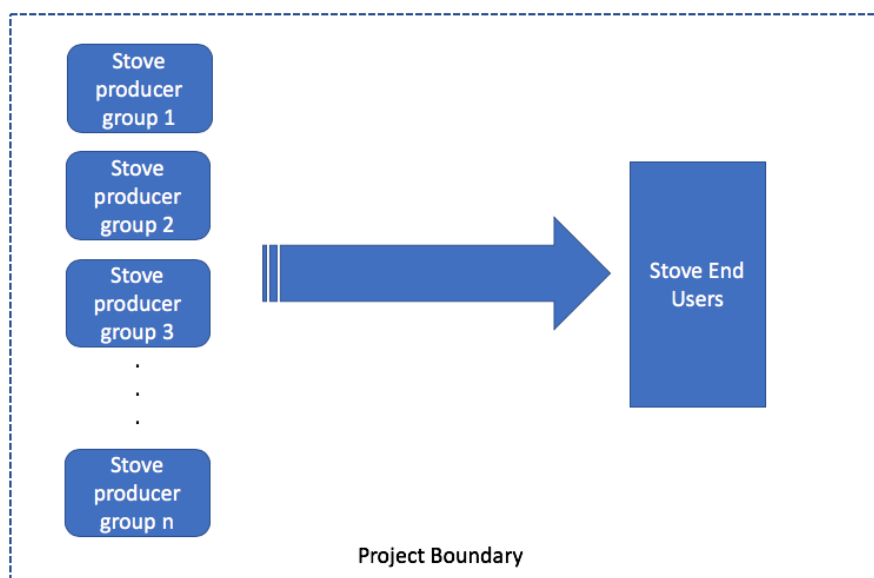 Stove
producer
group 1
Stove
producer
group 2
Stove
producer
group 3
.
.
.
Stove
producer
group n
Stove End
Users
Project Boundary